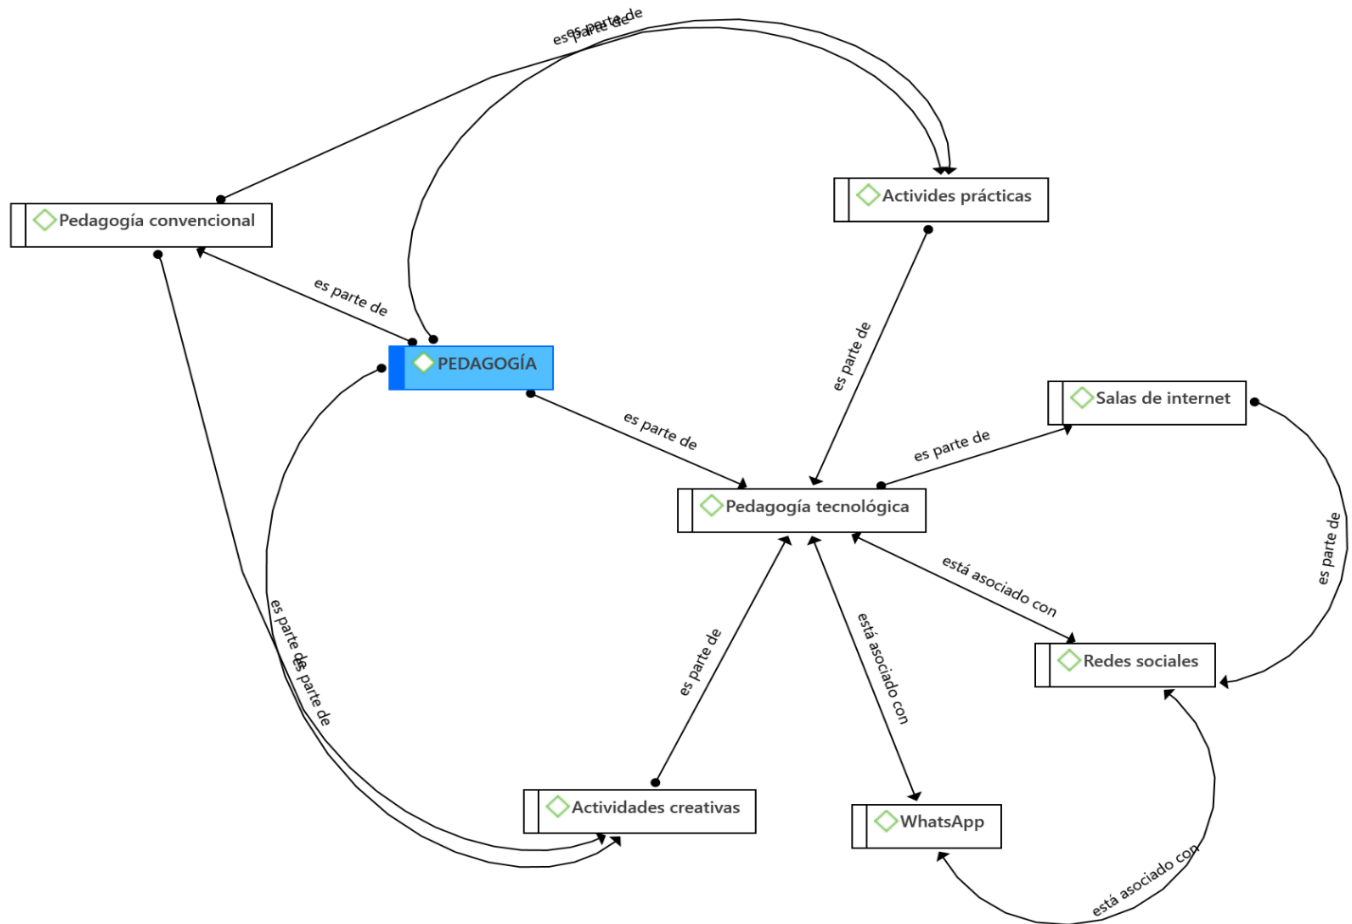 es parte de
es parte de
Pedagogía convencional
Activides prácticas
es parte de
PEDAGOGÍA
es parte de
es parte de
Salas de internet
es parte de
Pedagogía tecnológica
es parte de
está asociado con
es parte de
es parte de
es parte de
está asociado con
Redes sociales
Actividades creativas
WhatsApp
está asociado con